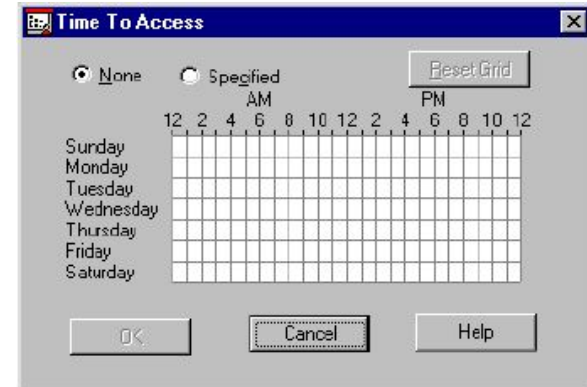 Time To Access
None Specified Reset Grid
AM PM
12 2 4 6 8 10 12 2 4 6 8 10 12
Sunday
Monday
Tuesday
Wednesday
Thursday
Friday
Saturday
OK Cancel Help